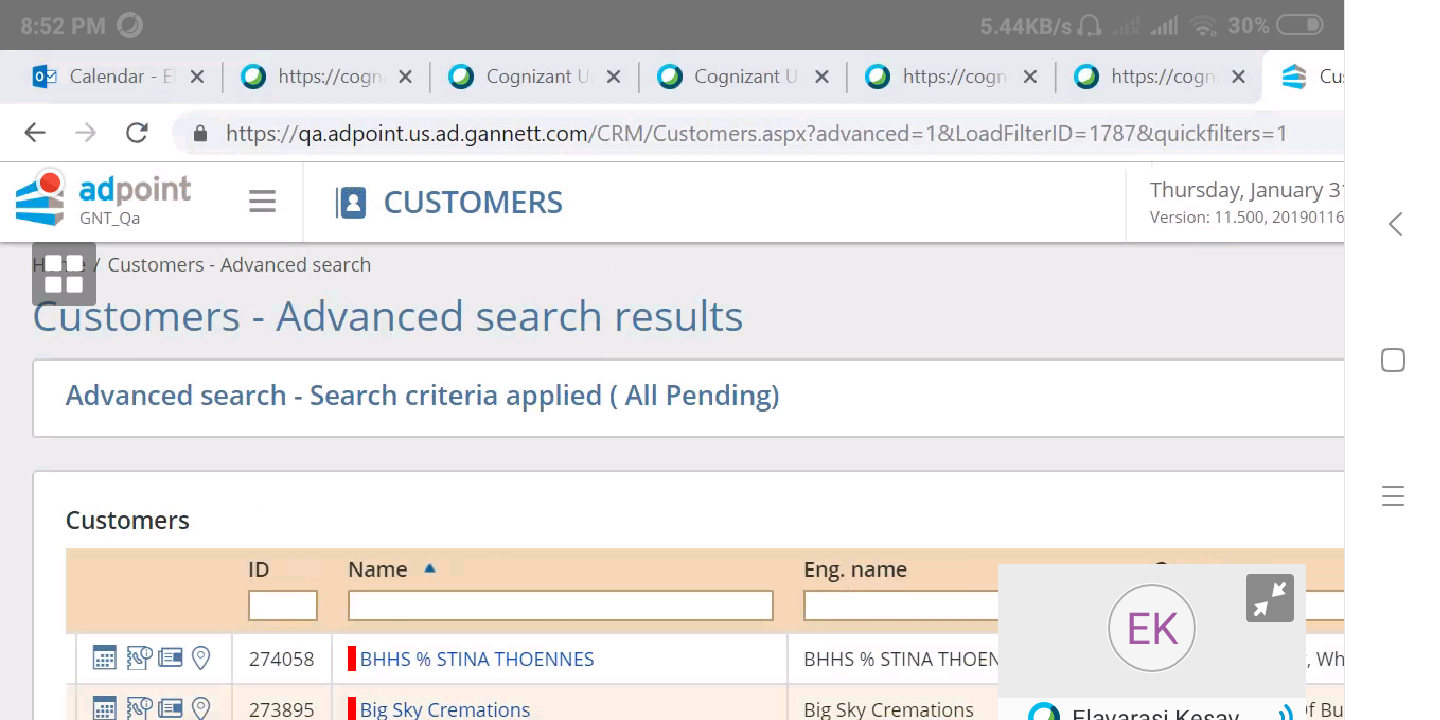 8:52 PM 5.44KB/s 30%
Calendar - E https://cogn Cognizant U Cognizant U https://cogn https://cogn Cu
https://qa.adpoint.us.ad.gannett.com/CRM/Customers.aspx?advanced=1&LoadFilterID=1787&quickfilters=1
adpoint
GNT_Qa
CUSTOMERS
Thursday, January 31
Version: 11.500, 20190116
Home / Customers - Advanced search
Customers - Advanced search results
Advanced search - Search criteria applied ( All Pending)
Customers
ID Name Eng. name
274058 BHHS % STINA THOENNES BHHS % STINA THOEN , Wh
EK
273895 Big Sky Cremations Big Sky Cremations Of Bu
Elavarasi Kesav